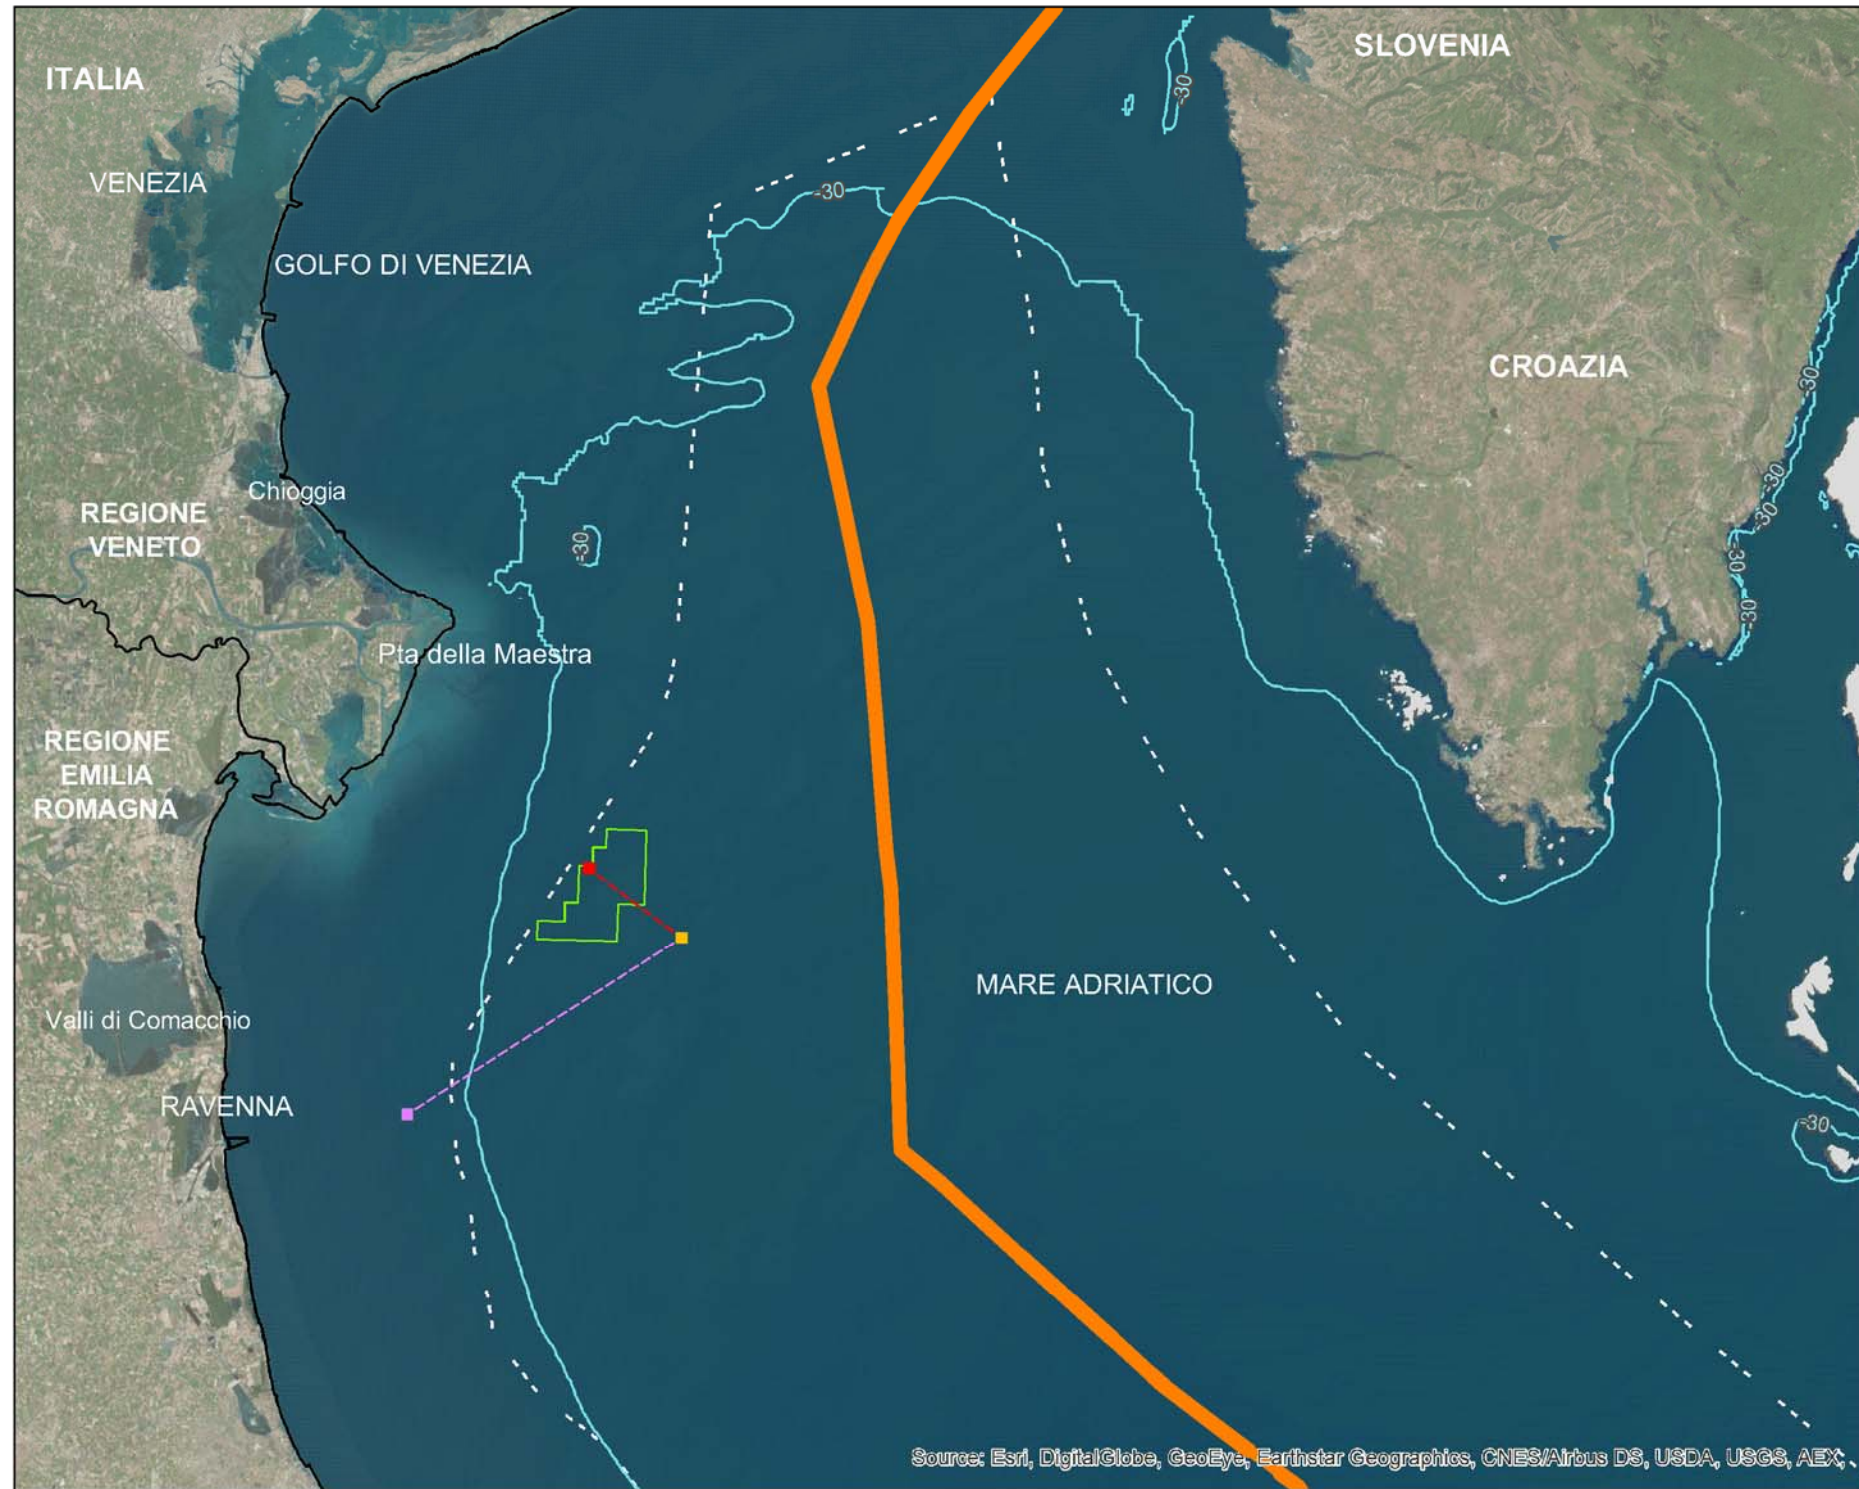 ITALIA
SLOVENIA
-30
VENEZIA
-30
GOLFO DI VENEZIA
CROAZIA
-30
Chioggia
-30
REGIONE
VENETO
-30
-30
-30
-30
Pta della Maestra
REGIONE
EMILIA
ROMAGNA
MARE ADRIATICO
Valli di Comacchio
RAVENNA
-30
Source: Esri, DigitalGlobe, GeoEye, Earthstar Geographics, CNES/Airbus DS, USDA, USGS, AEX,